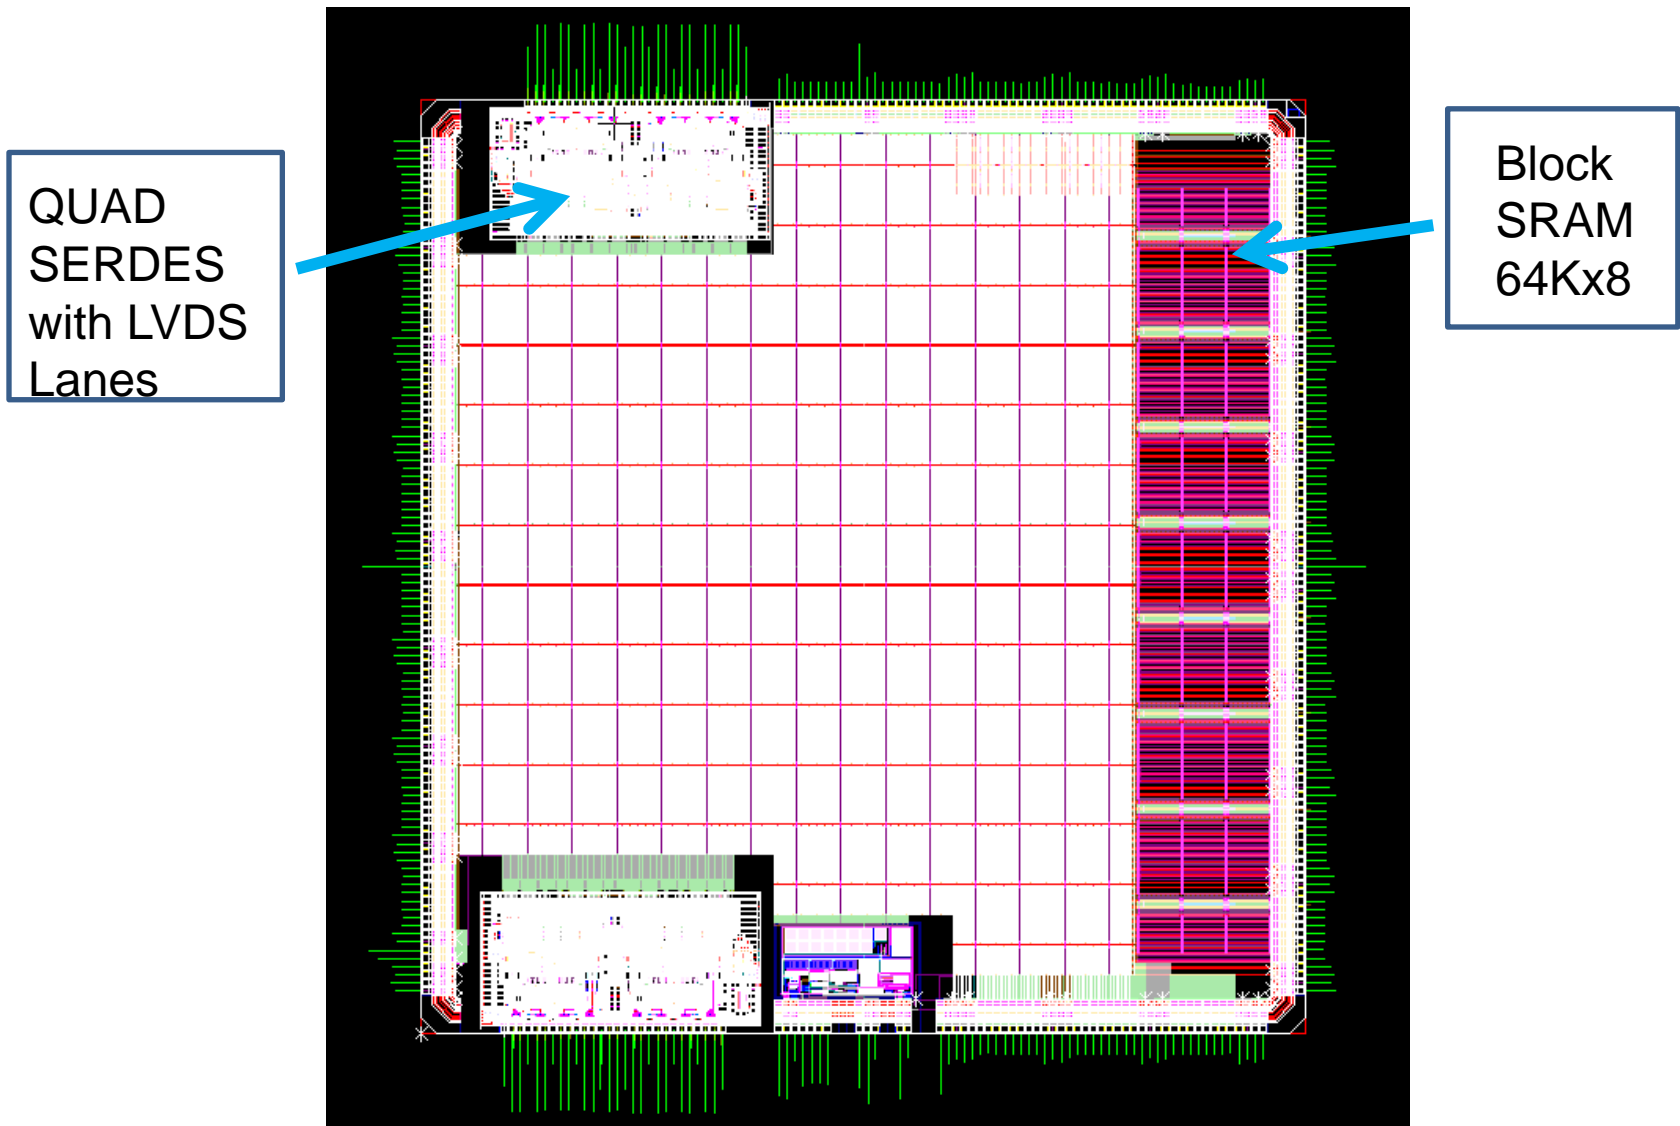 QUAD
SERDES
with LVDS
Lanes
Block
SRAM
64Kx8